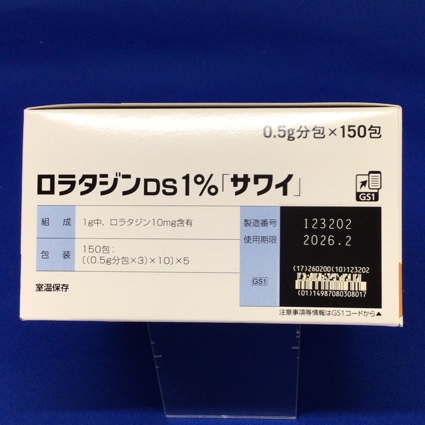 0.5g分包×150包
ロラタジンDS1%「サワイ」
GS1
組成 1g中、ロラタジン10mg含有
包装 150包:
((0.5g分包×3)×10)×5
室温保存
製造番号 123202
使用期限 2026.2
GS1
(17)260200(10)123202
(01)14987080308017
注意事項等情報はGS1コードから▲